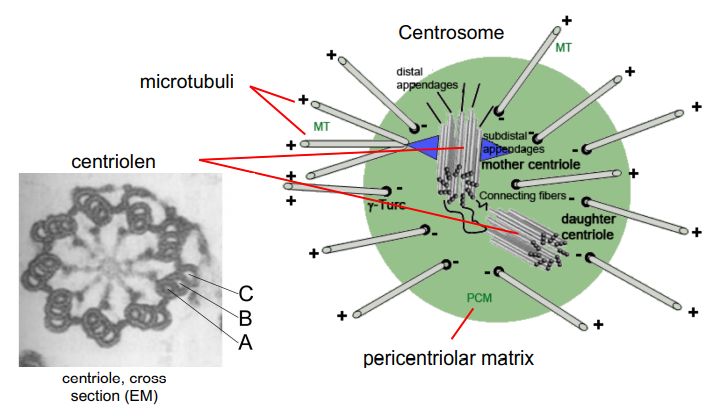 Centrosome
MT
distal
appendages
microtubuli
MT
subdistal
appendages
mother centriole
centriolen
Connecting fibers
γ-Turc
daughter
centriole
C
B
A
PCM
pericentriolar matrix
centriole, cross
section (EM)
+
+
+
+
+
+
+
+
+
+
+
+
+
+
-
-
-
-
-
-
-
-
-
-
-